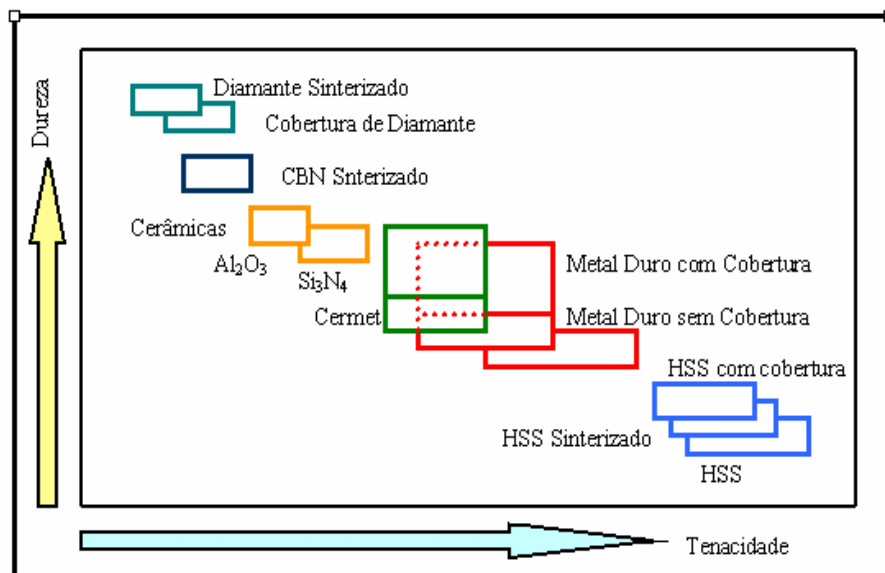 Dureza
Diamante Sinterizado
Cobertura de Diamante
CBN Snterizado
Cerâmicas
Al₂O₃
Si₃N₄
Cermet
Metal Duro com Cobertura
Metal Duro sem Cobertura
HSS com cobertura
HSS Sinterizado
HSS
Tenacidade